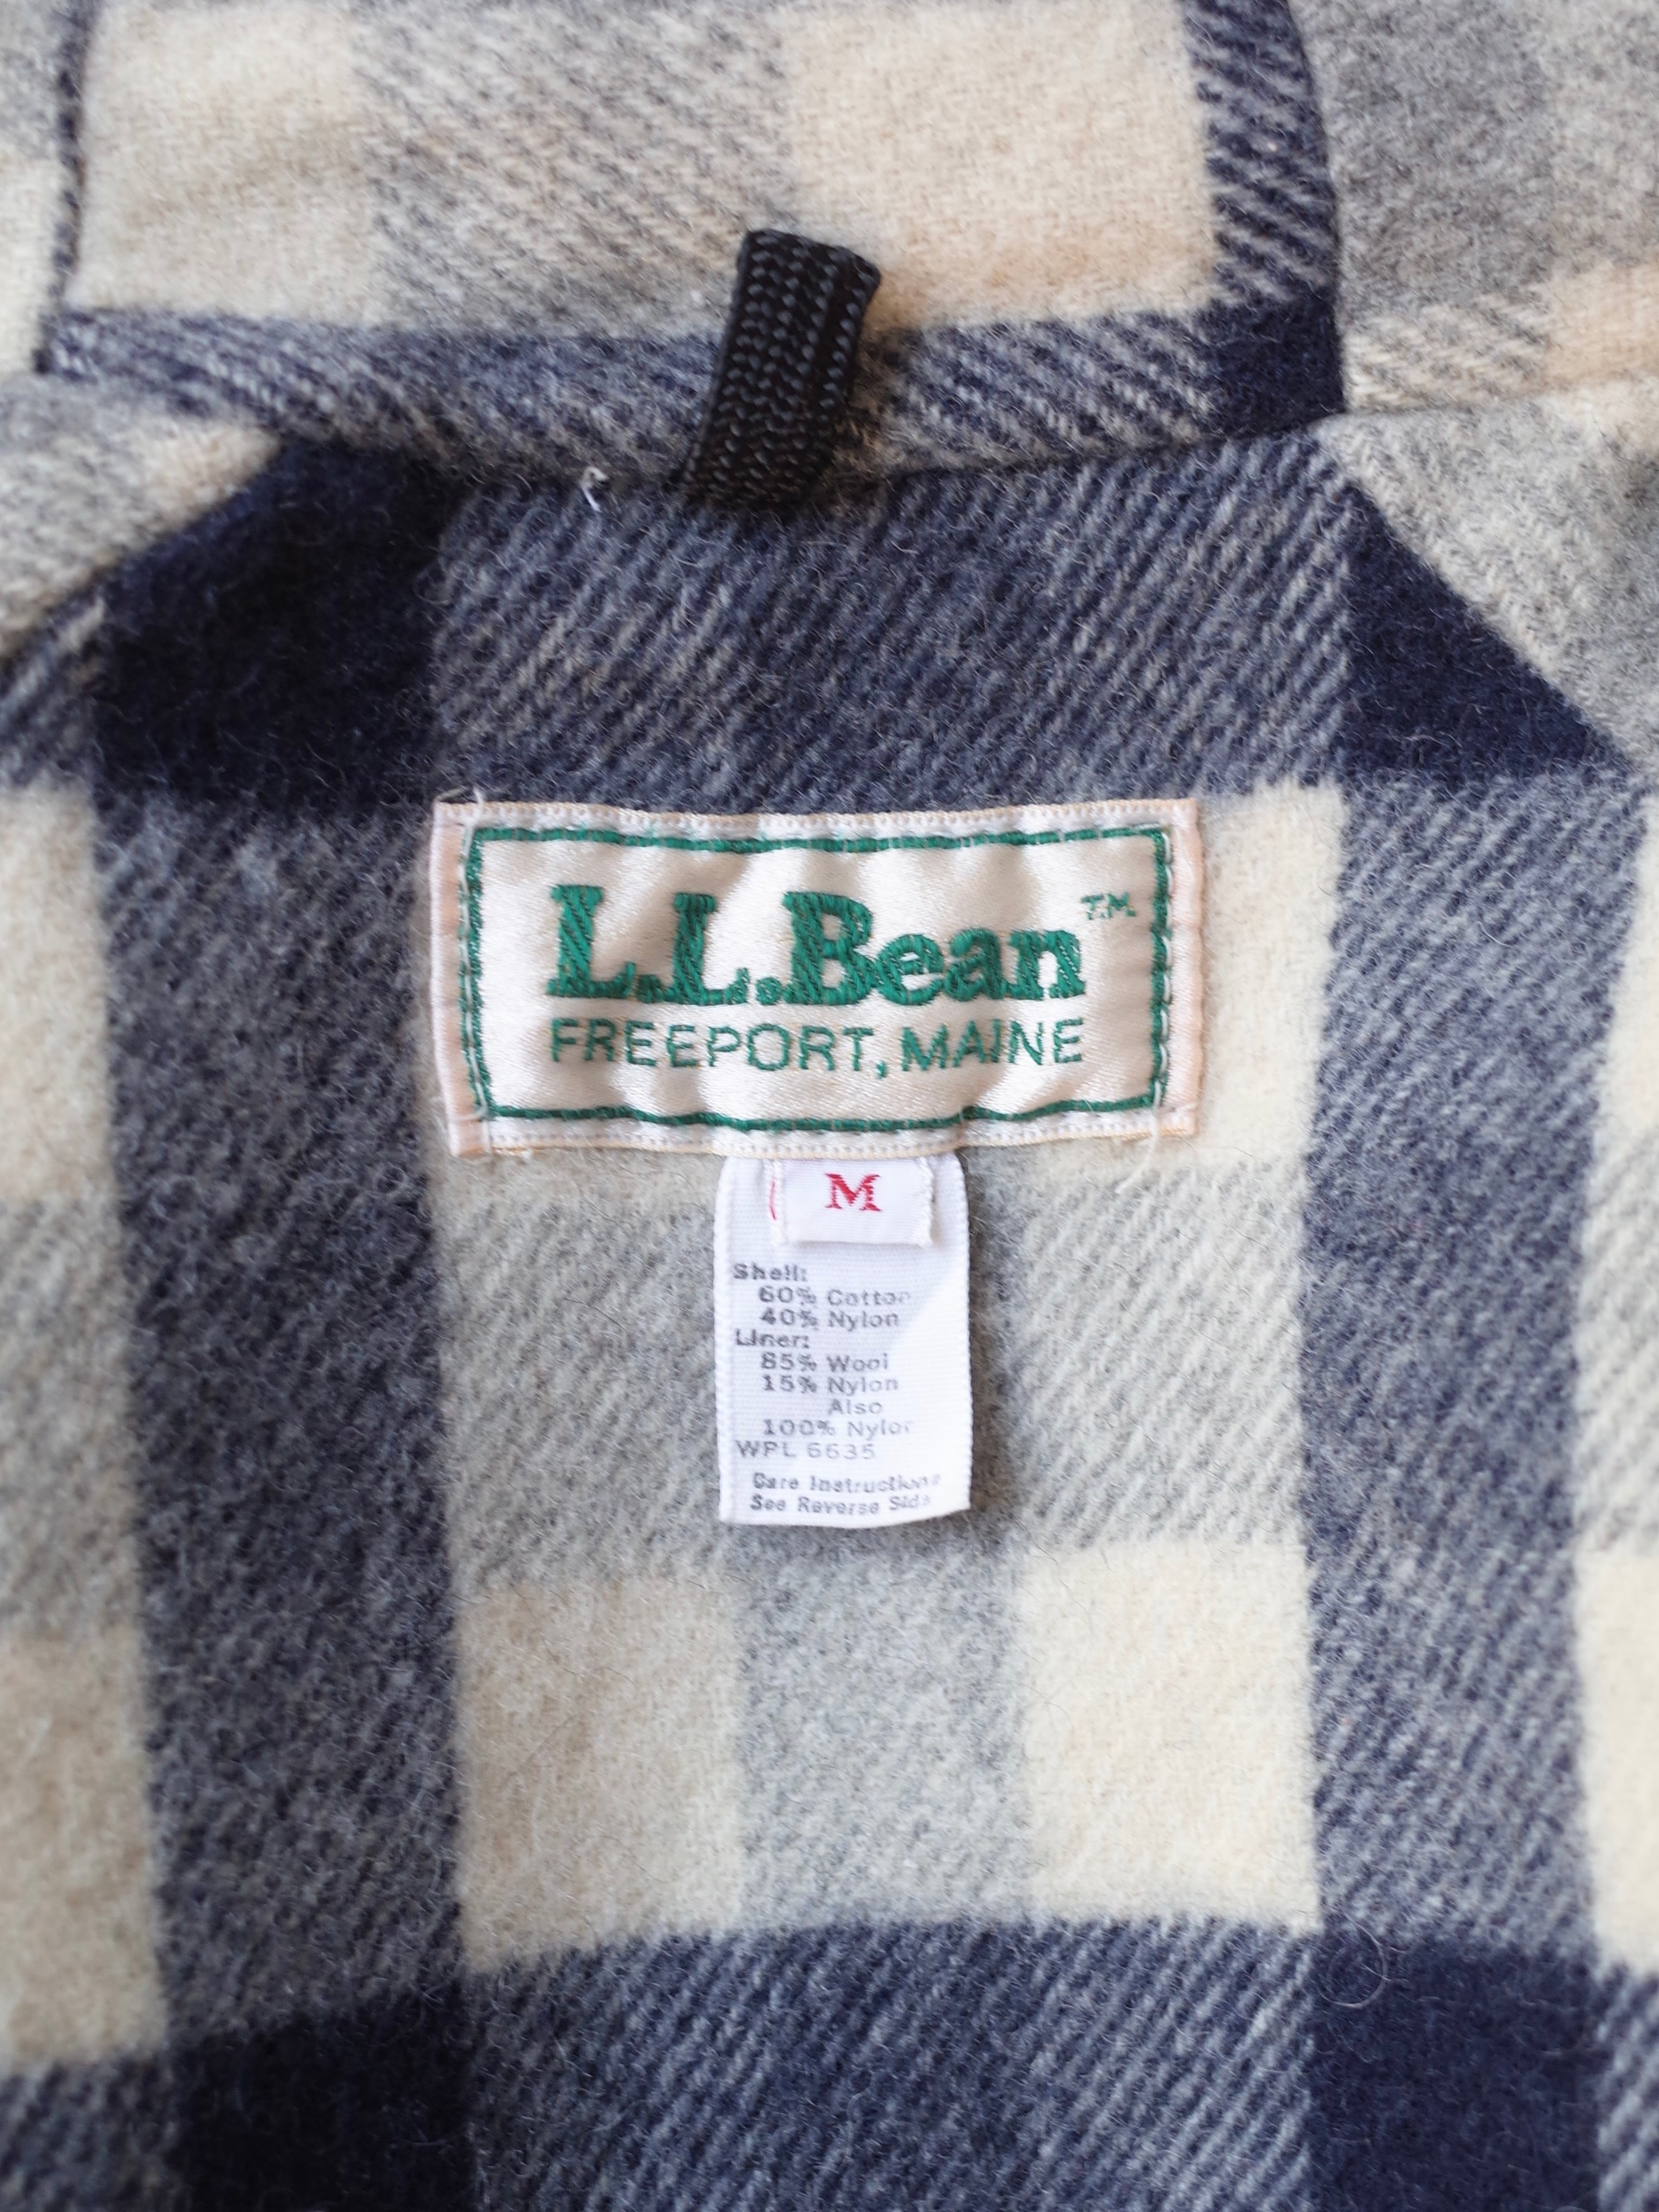 L.L.Bean T.M.
FREEPORT, MAINE
M
Shell:
60% Cotton
40% Nylon
Liner:
85% Wool
15% Nylon
Also
100% Nylon
WPL 6635
Care Instructions
See Reverse Side